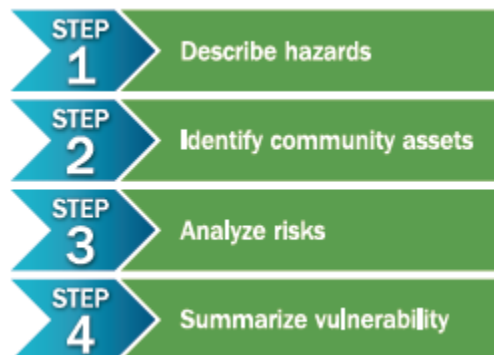 STEP
1
Describe hazards
STEP
2
Identify community assets
STEP
3
Analyze risks
STEP
4
Summarize vulnerability